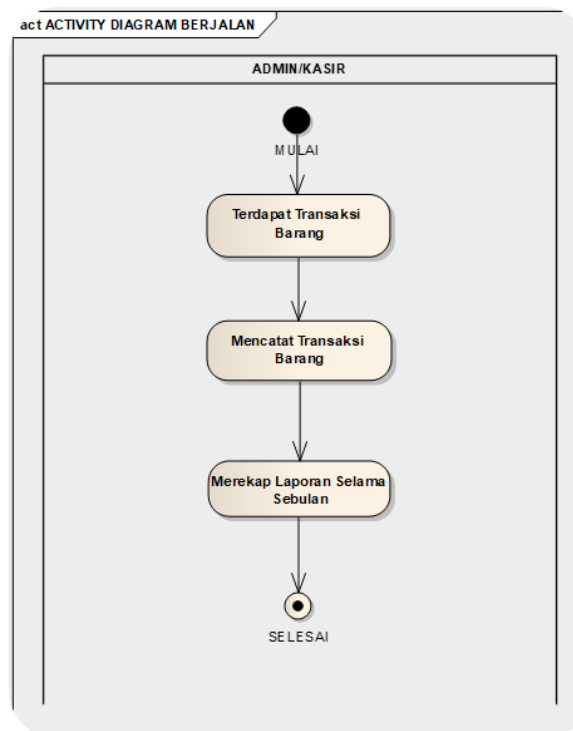 act ACTIVITY DIAGRAM BERJALAN
ADMIN/KASIR
MULAI
Terdapat Transaksi
Barang
Mencatat Transaksi
Barang
Merekap Laporan Selama
Sebulan
SELESAI